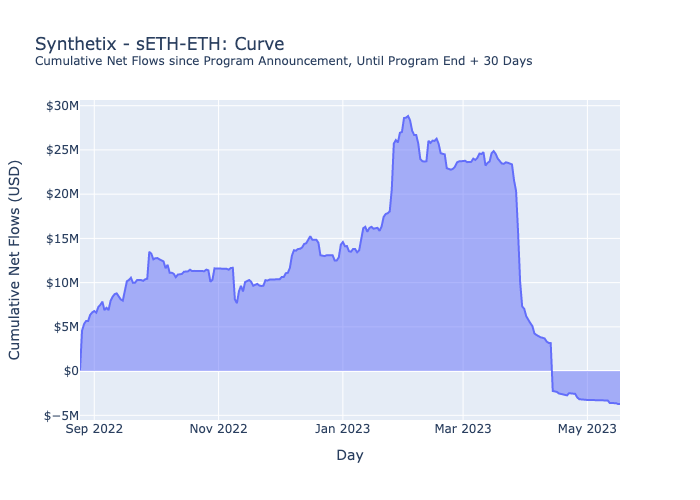 Synthetix - sETH-ETH: Curve
Cumulative Net Flows since Program Announcement, Until Program End + 30 Days
Cumulative Net Flows (USD)
$30M
$25M
$20M
$15M
$10M
$5M
$0
$−5M
Sep 2022 Nov 2022 Jan 2023 Mar 2023 May 2023
Day